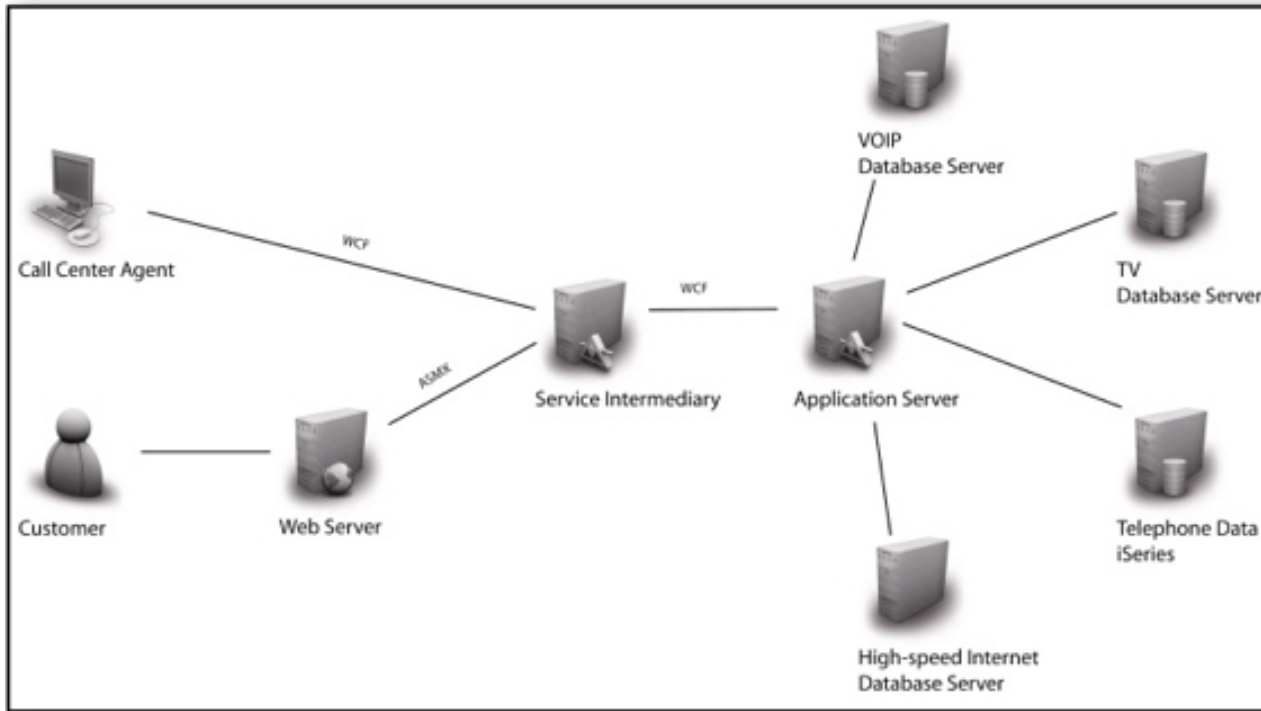 VOIP
Database Server
Call Center Agent
WCF
TV
Database Server
WCF
ASMX
Service Intermediary
Application Server
Customer
Web Server
Telephone Data
iSeries
High-speed Internet
Database Server